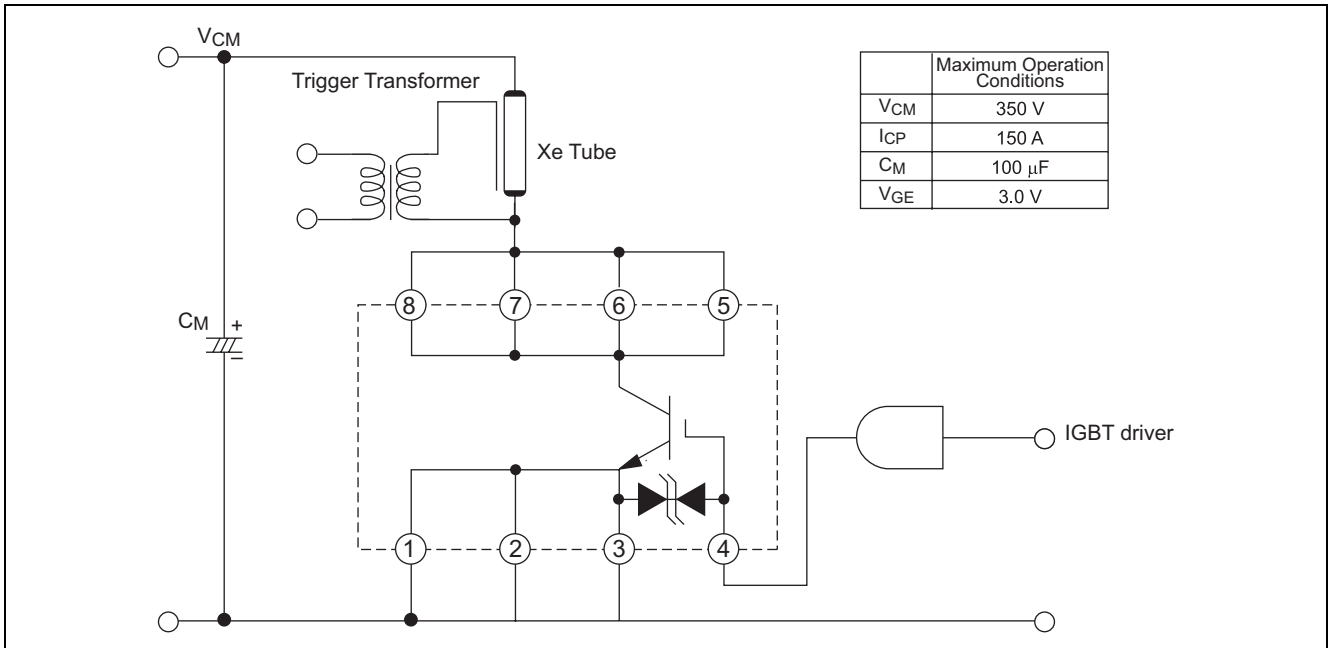 VCM
Trigger Transformer
Xe Tube
Maximum Operation
Conditions
VCM 350 V
ICP 150 A
CM 100 μF
VGE 3.0 V
8 7 6 5
CM
+
–
IGBT driver
1 2 3 4